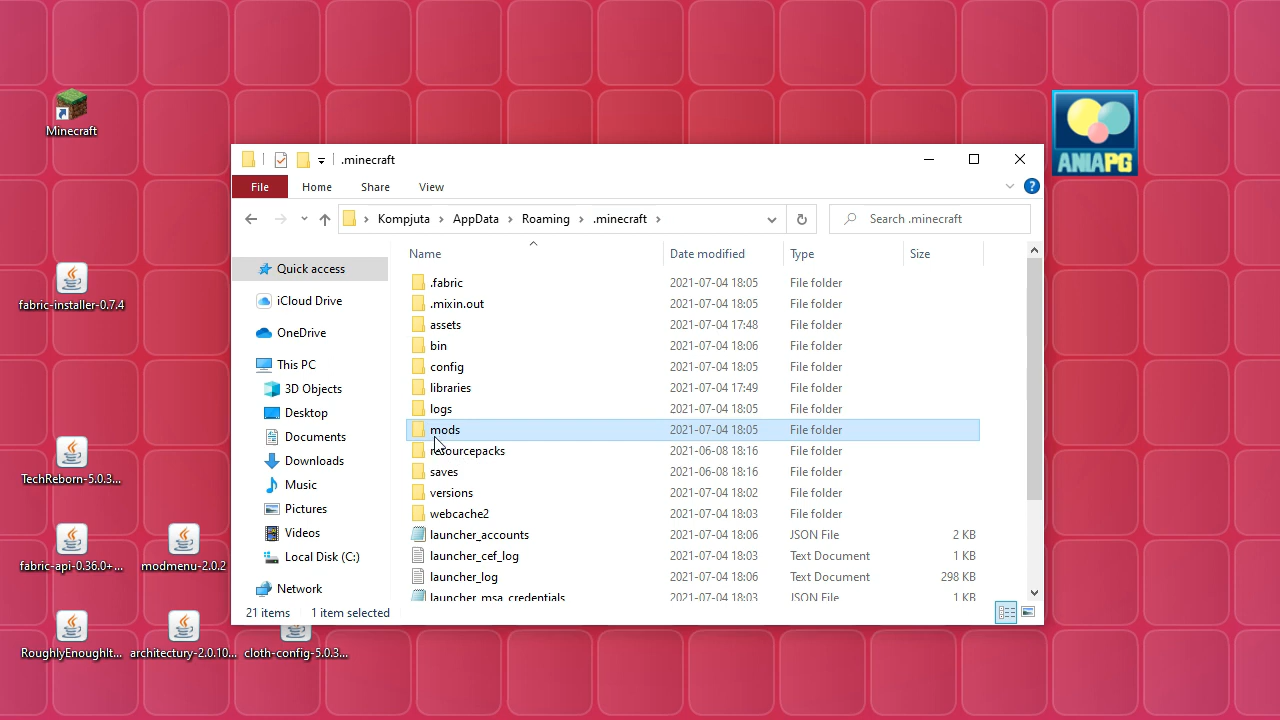 Minecraft
fabric-installer-0.7.4
TechReborn-5.0.3...
fabric-api-0.36.0+...
modmenu-2.0.2
RoughlyEnoughIt...
architectury-2.0.10...
cloth-config-5.0.3...
ANIAPG
.minecraft
File Home Share View
Kompjuta > AppData > Roaming > .minecraft >
Search .minecraft
Quick access
iCloud Drive
OneDrive
This PC
3D Objects
Desktop
Documents
Downloads
Music
Pictures
Videos
Local Disk (C:)
Network
Name Date modified Type Size
.fabric 2021-07-04 18:05 File folder
.mixin.out 2021-07-04 18:05 File folder
assets 2021-07-04 17:48 File folder
bin 2021-07-04 18:06 File folder
config 2021-07-04 18:05 File folder
libraries 2021-07-04 17:49 File folder
logs 2021-07-04 18:05 File folder
mods 2021-07-04 18:05 File folder
resourcepacks 2021-06-08 18:16 File folder
saves 2021-06-08 18:16 File folder
versions 2021-07-04 18:02 File folder
webcache2 2021-07-04 18:03 File folder
launcher_accounts 2021-07-04 18:06 JSON File 2 KB
launcher_cef_log 2021-07-04 18:03 Text Document 1 KB
launcher_log 2021-07-04 18:06 Text Document 298 KB
launcher_msa_credentials 2021-07-04 18:03 JSON File 1 KB
21 items 1 item selected